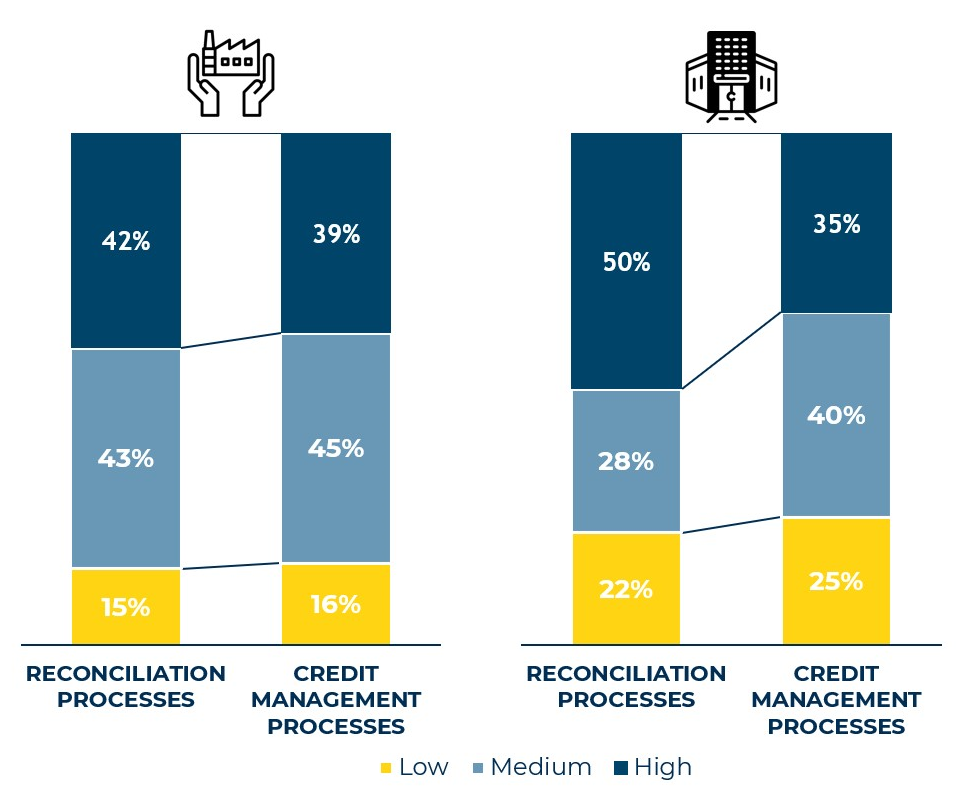 42%
39%
43%
45%
15%
16%
RECONCILIATION
PROCESSES
CREDIT
MANAGEMENT
PROCESSES
50%
35%
28%
40%
22%
25%
RECONCILIATION
PROCESSES
CREDIT
MANAGEMENT
PROCESSES
Low Medium High